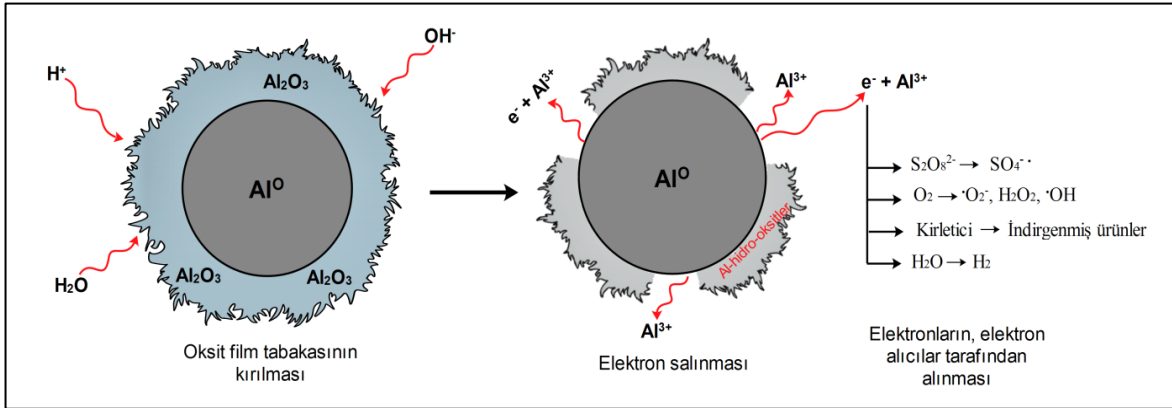 H⁺
OH⁻
Al₂O₃
Al⁰
Al₂O₃
Al₂O₃
H₂O
Oksit film tabakasının
kırılması
e⁻ + Al³⁺
Al³⁺
Al⁰
Al-hidro-oksitler
Al³⁺
Elektron salınması
e⁻ + Al³⁺
S₂O₈²⁻ → SO₄⁻˙
O₂ → ˙O₂⁻, H₂O₂, ˙OH
Kirletici → İndirgenmiş ürünler
H₂O → H₂
Elektronların, elektron
alıcılar tarafından
alınması